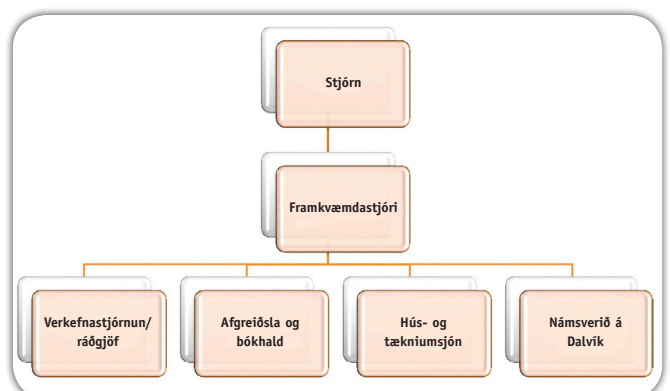 Stjórn
Framkvæmdastjóri
Verkefnastjórnun/
ráðgjöf
Afgreiðsla og
bókhald
Hús- og
tækniumsjón
Námsverið á
Dalvík